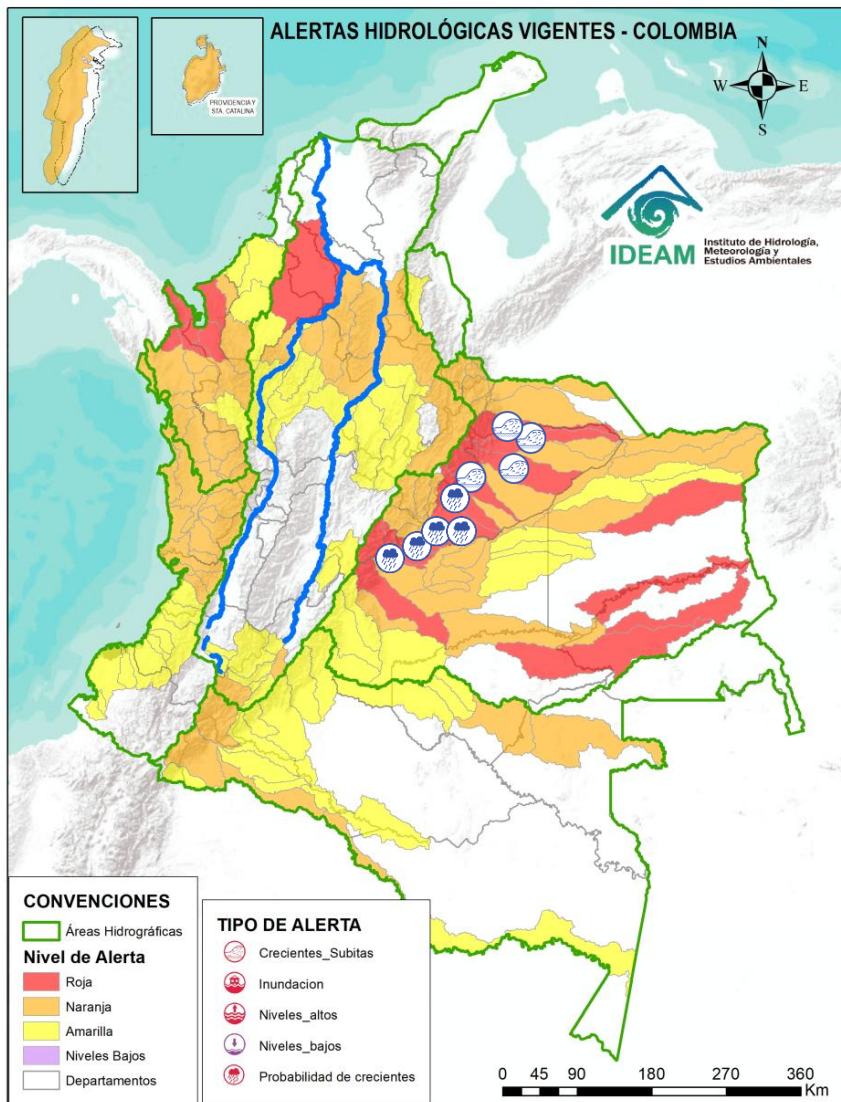 ALERTAS HIDROLÓGICAS VIGENTES - COLOMBIA
PROVIDENCIA Y
STA. CATALINA
N
W
E
S
IDEAM
Instituto de Hidrología,
Meteorología y
Estudios Ambientales
CONVENCIONES
Áreas Hidrográficas
Nivel de Alerta
Roja
Naranja
Amarilla
Niveles Bajos
Departamentos
TIPO DE ALERTA
Crecientes_Subitas
Inundacion
Niveles_altos
Niveles_bajos
Probabilidad de crecientes
0 45 90 180 270 360
Km